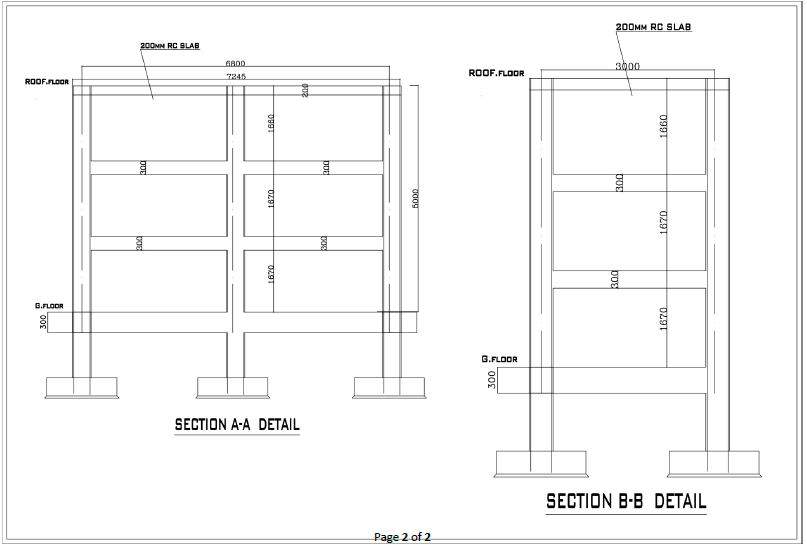 200MM RC SLAB
6800
7245
ROOF.FLOOR
200
1660
300
300
1670
5000
300
300
1670
G.FLOOR
300
SECTION A-A DETAIL
200MM RC SLAB
3000
ROOF.FLOOR
1660
300
1670
300
1670
G.FLOOR
300
SECTION B-B DETAIL
Page 2 of 2